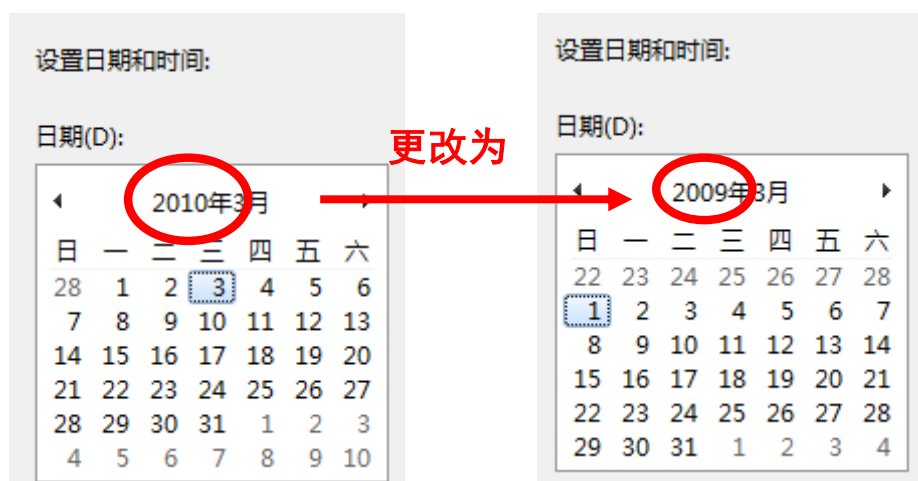 设置日期和时间:
日期(D):
2010年3月
日 一 二 三 四 五 六
28 1 2 3 4 5 6
7 8 9 10 11 12 13
14 15 16 17 18 19 20
21 22 23 24 25 26 27
28 29 30 31 1 2 3
4 5 6 7 8 9 10
更改为
设置日期和时间:
日期(D):
2009年3月
日 一 二 三 四 五 六
22 23 24 25 26 27 28
1 2 3 4 5 6 7
8 9 10 11 12 13 14
15 16 17 18 19 20 21
22 23 24 25 26 27 28
29 30 31 1 2 3 4